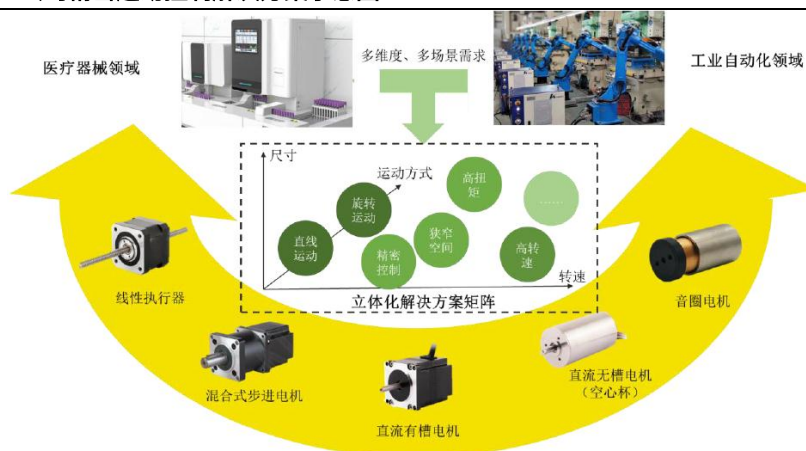 医疗器械领域
多维度、多场景需求
工业自动化领域
尺寸
运动方式
高扭
矩
……
旋转
运动
直线
运动
狭窄
空间
精密
控制
高转
速
转速
立体化解决方案矩阵
线性执行器
混合式步进电机
直流有槽电机
直流无槽电机
（空心杯）
音圈电机